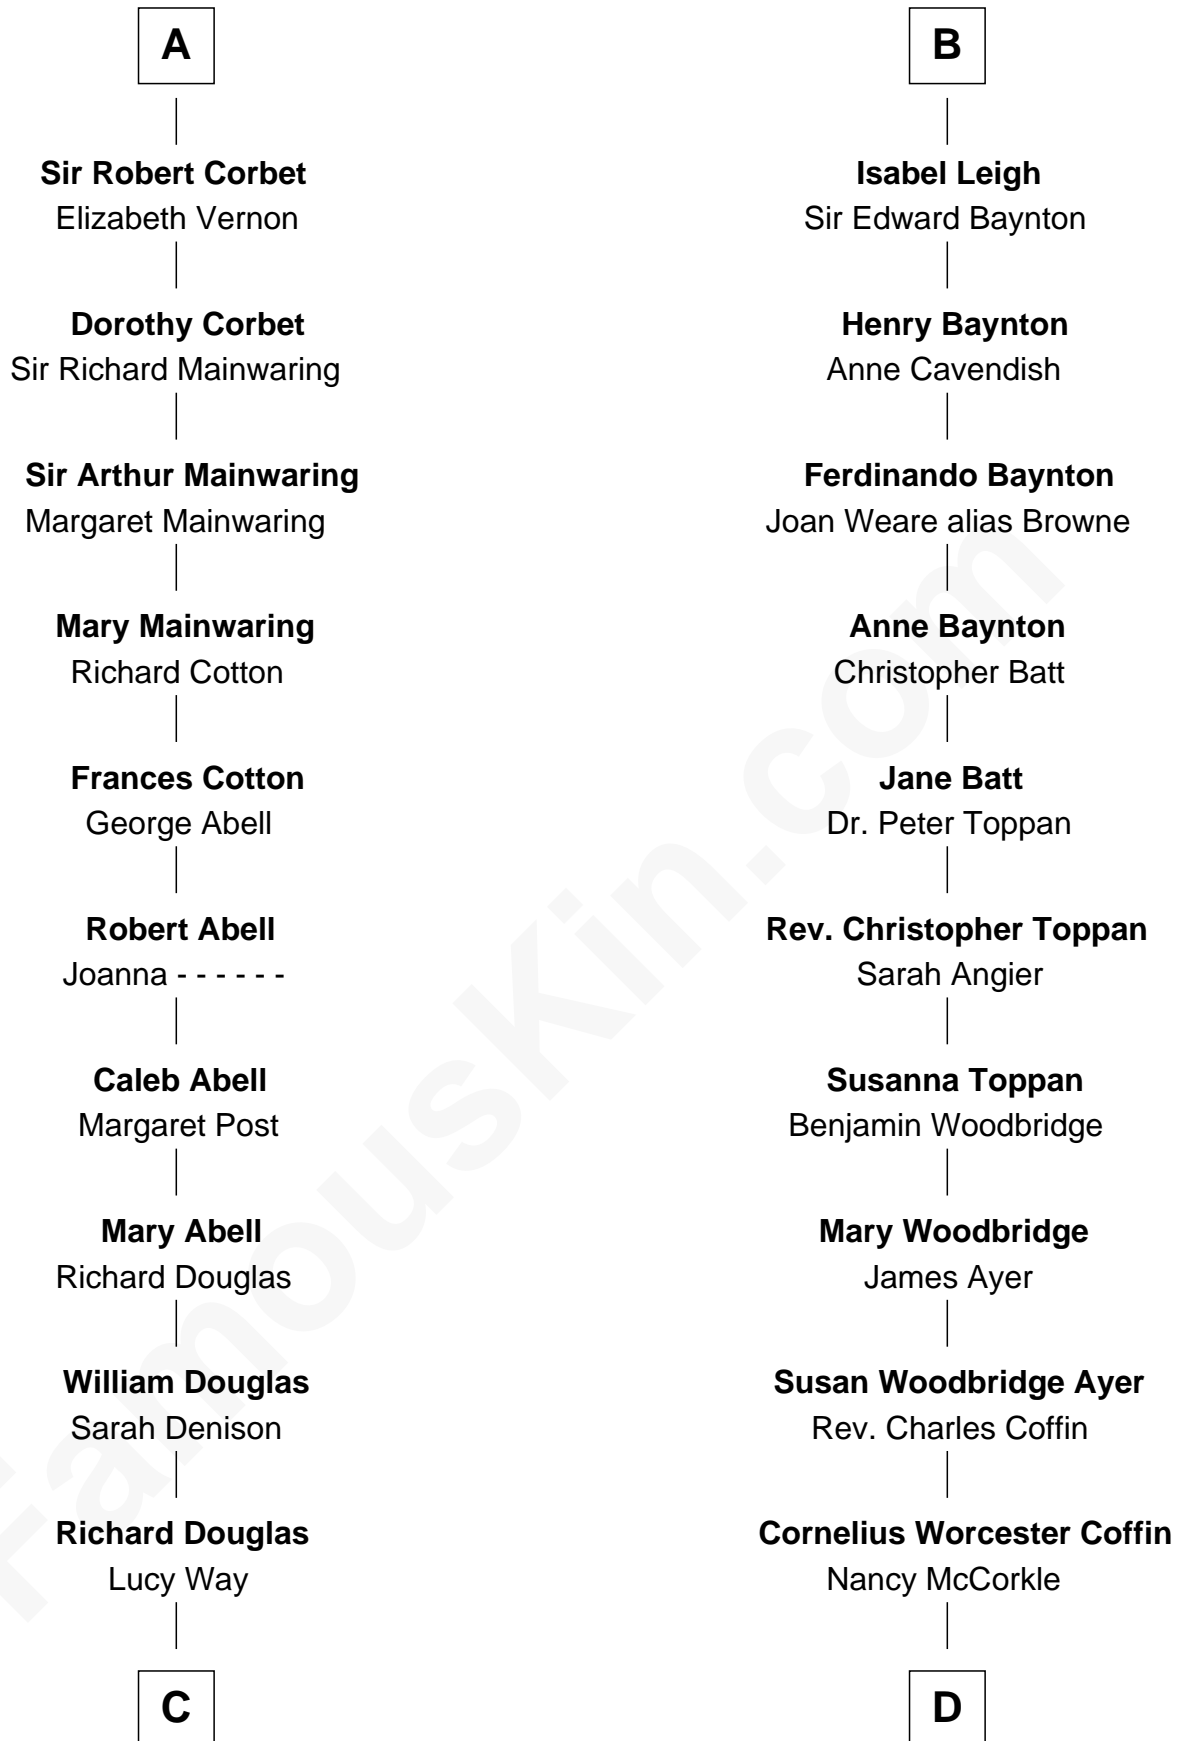 A
Sir Robert Corbet
Elizabeth Vernon
Dorothy Corbet
Sir Richard Mainwaring
Sir Arthur Mainwaring
Margaret Mainwaring
Mary Mainwaring
Richard Cotton
Frances Cotton
George Abell
Robert Abell
Joanna - - - - - -
Caleb Abell
Margaret Post
Mary Abell
Richard Douglas
William Douglas
Sarah Denison
Richard Douglas
Lucy Way
C
B
Isabel Leigh
Sir Edward Baynton
Henry Baynton
Anne Cavendish
Ferdinando Baynton
Joan Weare alias Browne
Anne Baynton
Christopher Batt
Jane Batt
Dr. Peter Toppan
Rev. Christopher Toppan
Sarah Angier
Susanna Toppan
Benjamin Woodbridge
Mary Woodbridge
James Ayer
Susan Woodbridge Ayer
Rev. Charles Coffin
Cornelius Worcester Coffin
Nancy McCorkle
D
FamousKin.com